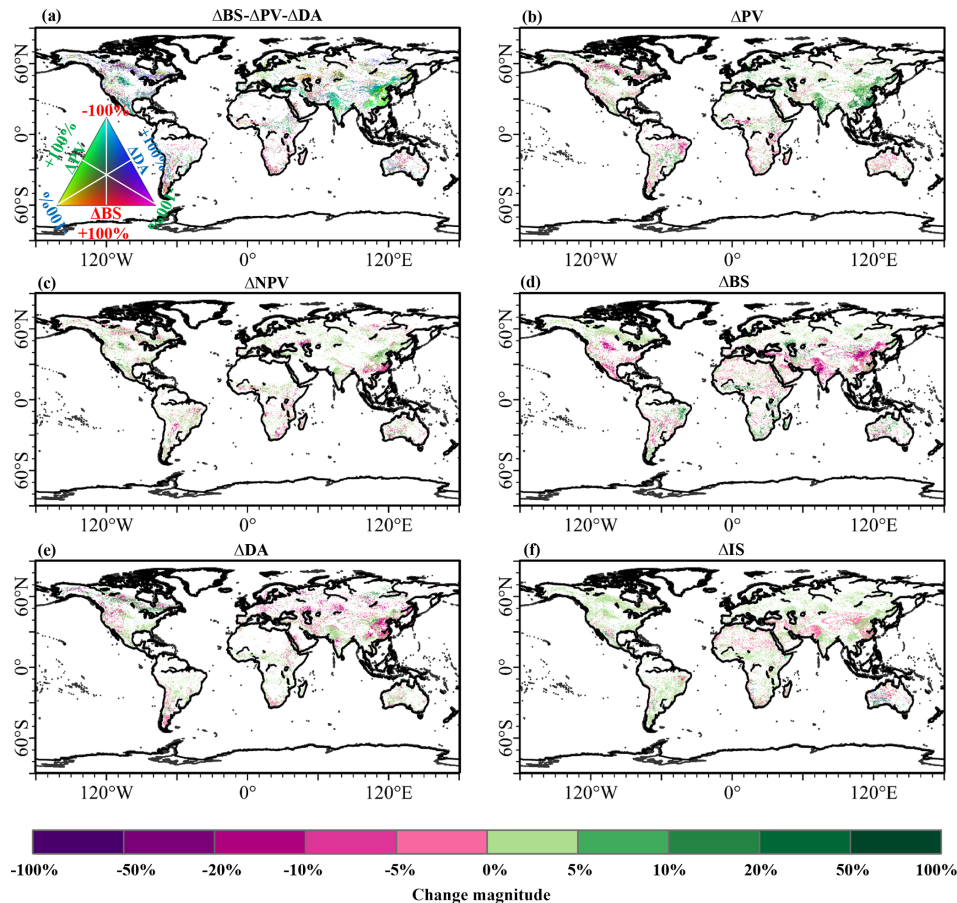 (a) ΔBS-ΔPV-ΔDA
(b) ΔPV
60°N
0°
60°S
-100%
+100%
ΔPV
+100%
ΔDA
ΔBS
+100%
120°W 0° 120°E
60°N
0°
60°S
120°W 0° 120°E
(c) ΔNPV
(d) ΔBS
60°N
0°
60°S
120°W 0° 120°E
60°N
0°
60°S
120°W 0° 120°E
(e) ΔDA
(f) ΔIS
60°N
0°
60°S
120°W 0° 120°E
60°N
0°
60°S
120°W 0° 120°E
-100% -50% -20% -10% -5% 0% 5% 10% 20% 50% 100%
Change magnitude